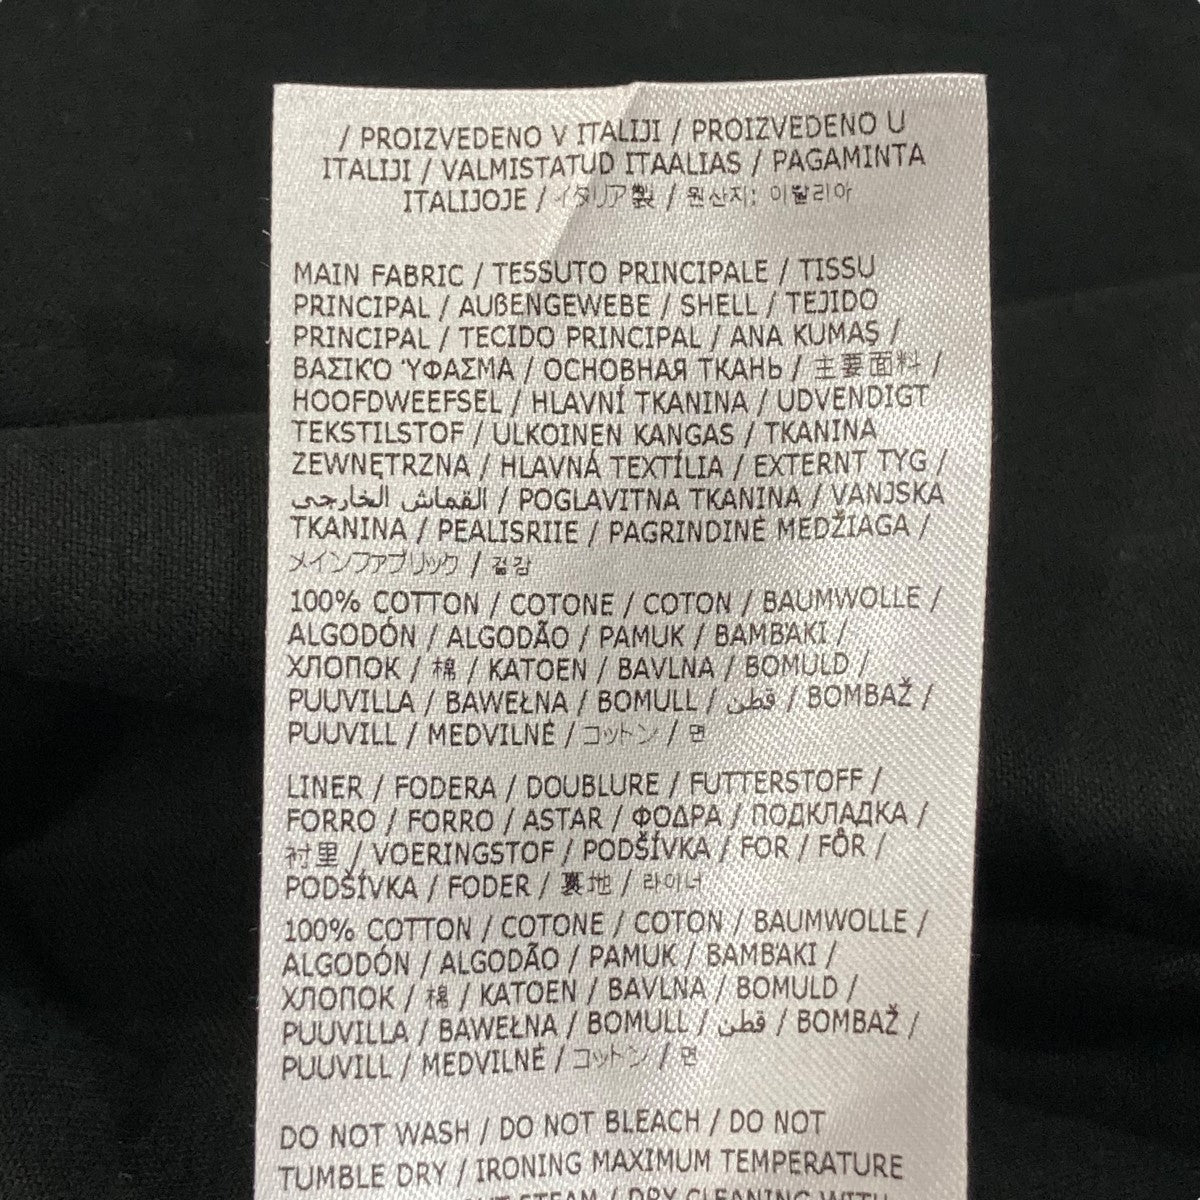 / PROIZVEDENO V ITALIJI / PROIZVEDENO U
ITALIJI / VALMISTATUD ITAALIAS / PAGAMINTA
ITALIJOJE / イタリア製 / 원산지: 이탈리아
MAIN FABRIC / TESSUTO PRINCIPALE / TISSU
PRINCIPAL / AUßENGEWEBE / SHELL / TEJIDO
PRINCIPAL / TECIDO PRINCIPAL / ANA KUMAŞ /
ΒΑΣΙΚΌ ΎΦΑΣΜΑ / ОСНОВНАЯ ТКАНЬ / 主要面料 /
HOOFDWEEFSEL / HLAVNÍ TKANINA / UDVENDIGT
TEKSTILSTOF / ULKOINEN KANGAS / TKANINA
ZEWNĘTRZNA / HLAVNÁ TEXTÍLIA / EXTERNT TYG /
القماش الخارجى / POGLAVITNA TKANINA / VANJSKA
TKANINA / PEALISRIIE / PAGRINDINĖ MEDŽIAGA /
メインファブリック / 겉감
100% COTTON / COTONE / COTON / BAUMWOLLE /
ALGODÓN / ALGODÃO / PAMUK / ΒΑΜΒΆΚΙ /
ХЛОПОК / 棉 / KATOEN / BAVLNA / BOMULD /
PUUVILLA / BAWEŁNA / BOMULL / قطن / BOMBAŽ /
PUUVILL / MEDVILNĖ / コットン / 면
LINER / FODERA / DOUBLURE / FUTTERSTOFF /
FORRO / FORRO / ASTAR / ΦΟΔΡΑ / ПОДКЛАДКА /
衬里 / VOERINGSTOF / PODŠÍVKA / FOR / FÔR /
PODŠÍVKA / FODER / 裏地 / 라이너
100% COTTON / COTONE / COTON / BAUMWOLLE /
ALGODÓN / ALGODÃO / PAMUK / ΒΑΜΒΆΚΙ /
ХЛОПОК / 棉 / KATOEN / BAVLNA / BOMULD /
PUUVILLA / BAWEŁNA / BOMULL / قطن / BOMBAŽ /
PUUVILL / MEDVILNĖ / コットン / 면
DO NOT WASH / DO NOT BLEACH / DO NOT
TUMBLE DRY / IRONING MAXIMUM TEMPERATURE
STEAM / DRY CLEANING WITH